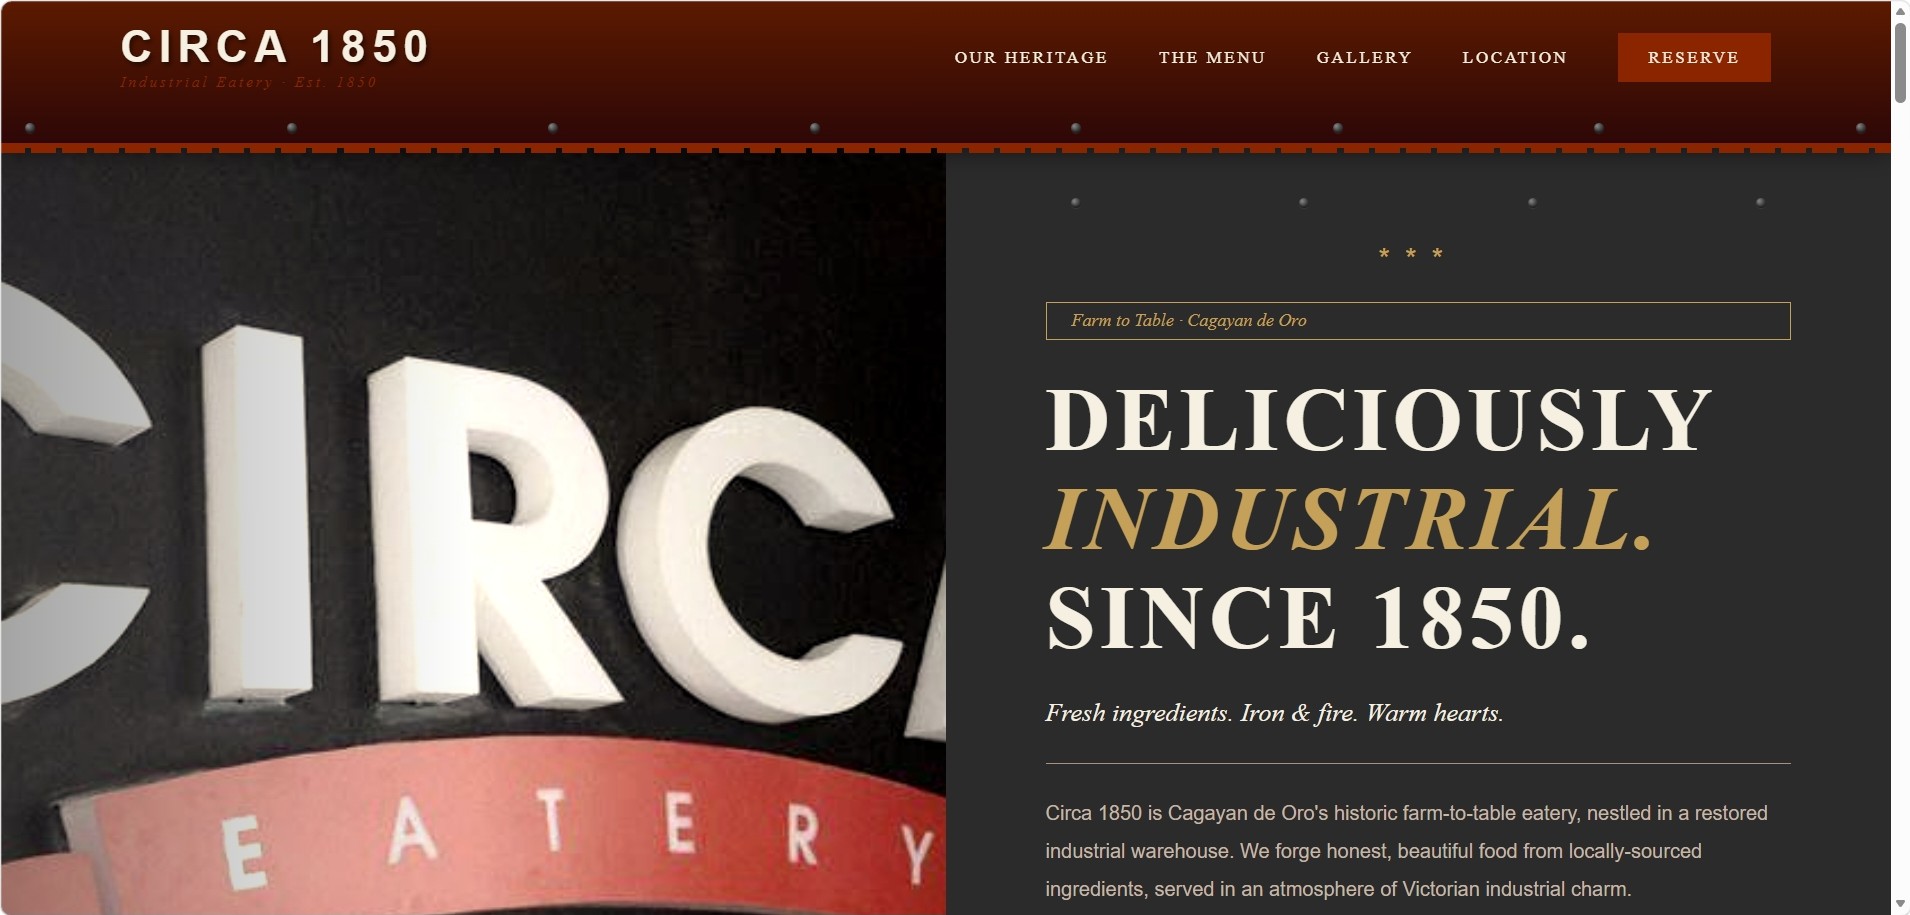 CIRCA 1850
Industrial Eatery · Est. 1850
OUR HERITAGE
THE MENU
GALLERY
LOCATION
RESERVE
CIRCA
EATERY
* * *
Farm to Table · Cagayan de Oro
DELICIOUSLY
INDUSTRIAL.
SINCE 1850.
Fresh ingredients. Iron & fire. Warm hearts.
Circa 1850 is Cagayan de Oro's historic farm-to-table eatery, nestled in a restored
industrial warehouse. We forge honest, beautiful food from locally-sourced
ingredients, served in an atmosphere of Victorian industrial charm.